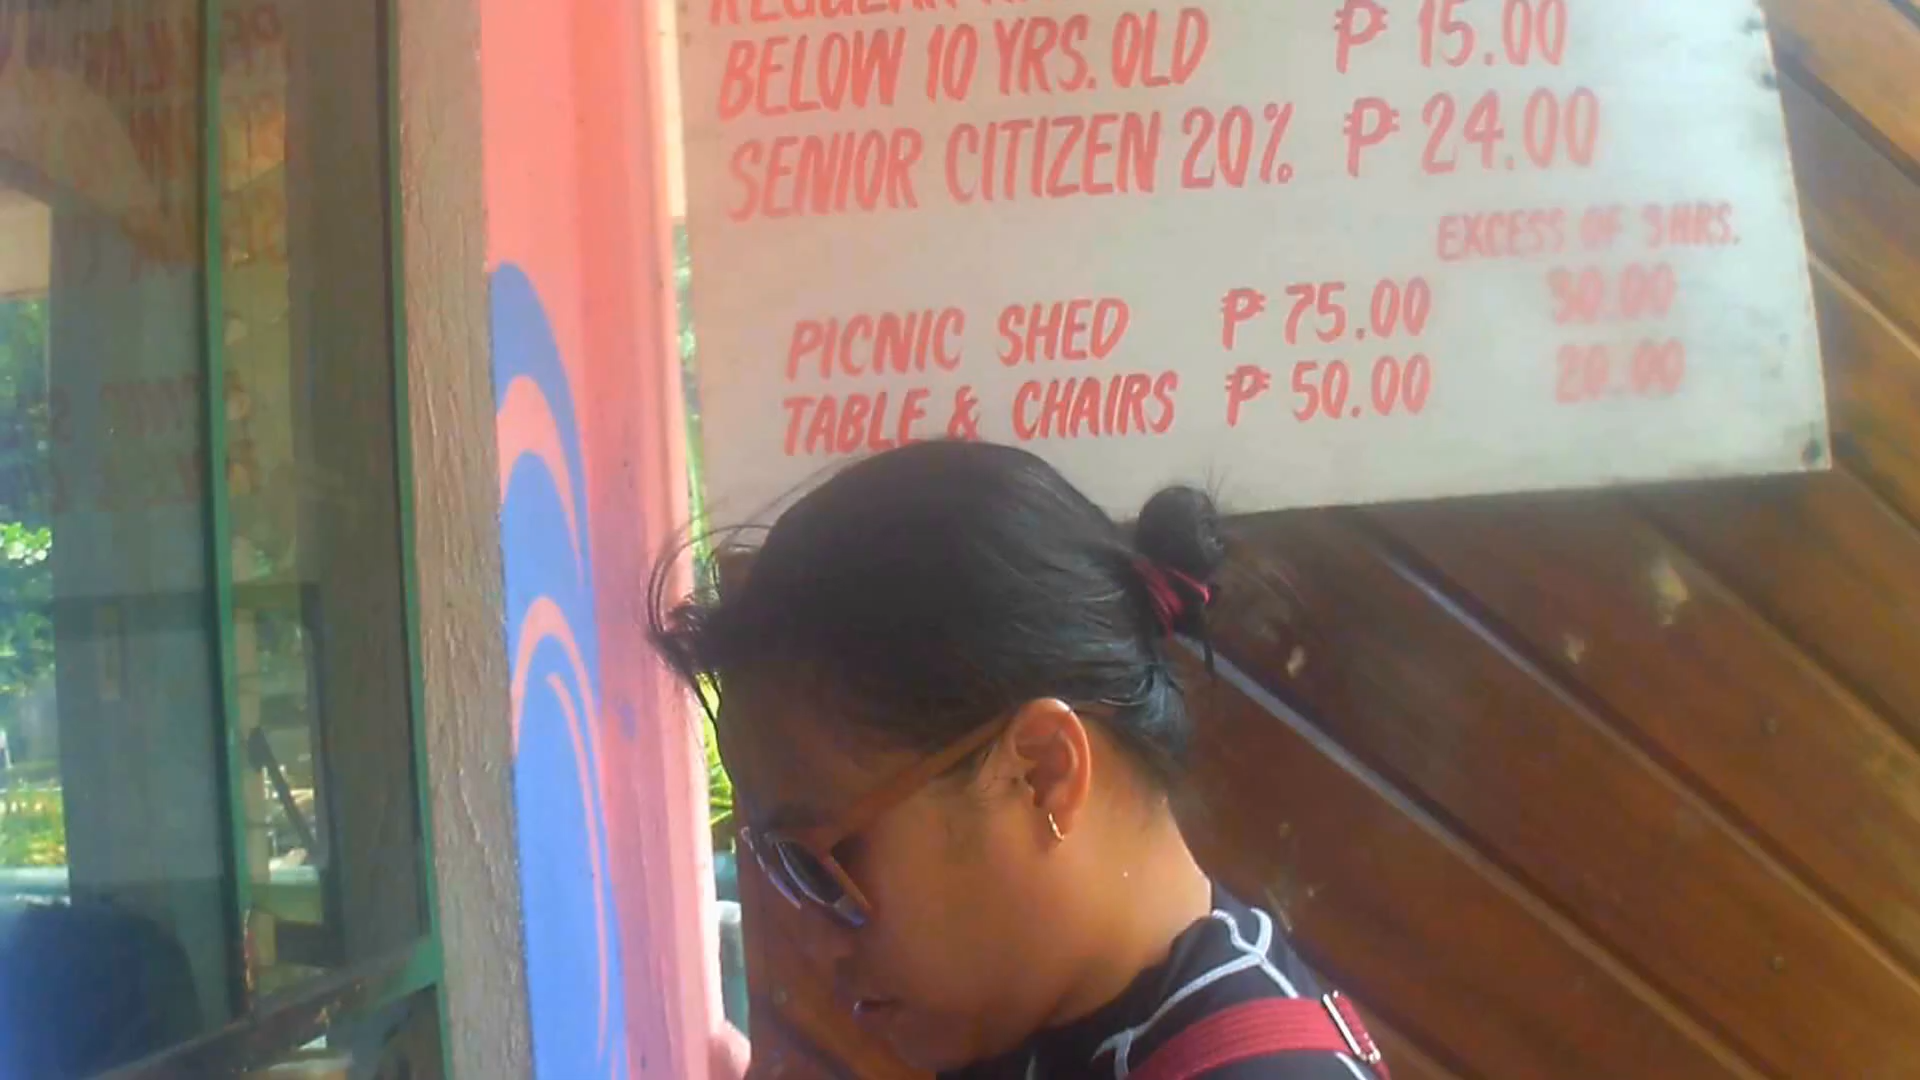 REGULAR
BELOW 10 YRS. OLD ₱ 15.00
SENIOR CITIZEN 20% ₱ 24.00
EXCESS OF 3HRS.
PICNIC SHED ₱ 75.00 30.00
TABLE & CHAIRS ₱ 50.00 20.00